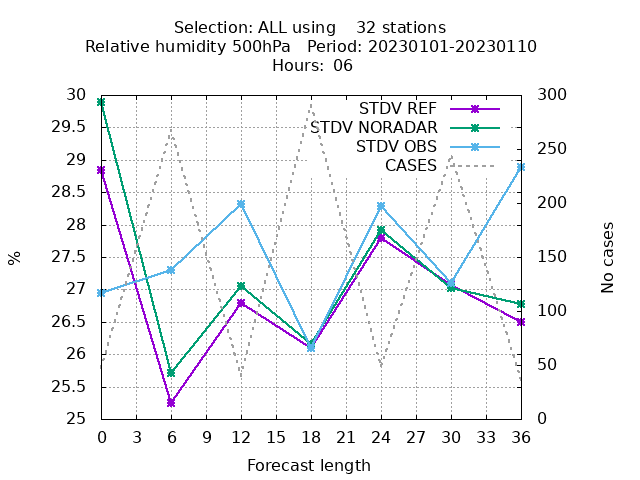 Selection: ALL using    32 stations
Relative humidity 500hPa   Period: 20230101-20230110
Hours:  06
30
29.5
29
28.5
28
27.5
27
26.5
26
25.5
25
300
250
200
150
100
50
0
STDV REF
STDV NORADAR
STDV OBS
CASES
%
No cases
0 3 6 9 12 15 18 21 24 27 30 33 36
Forecast length